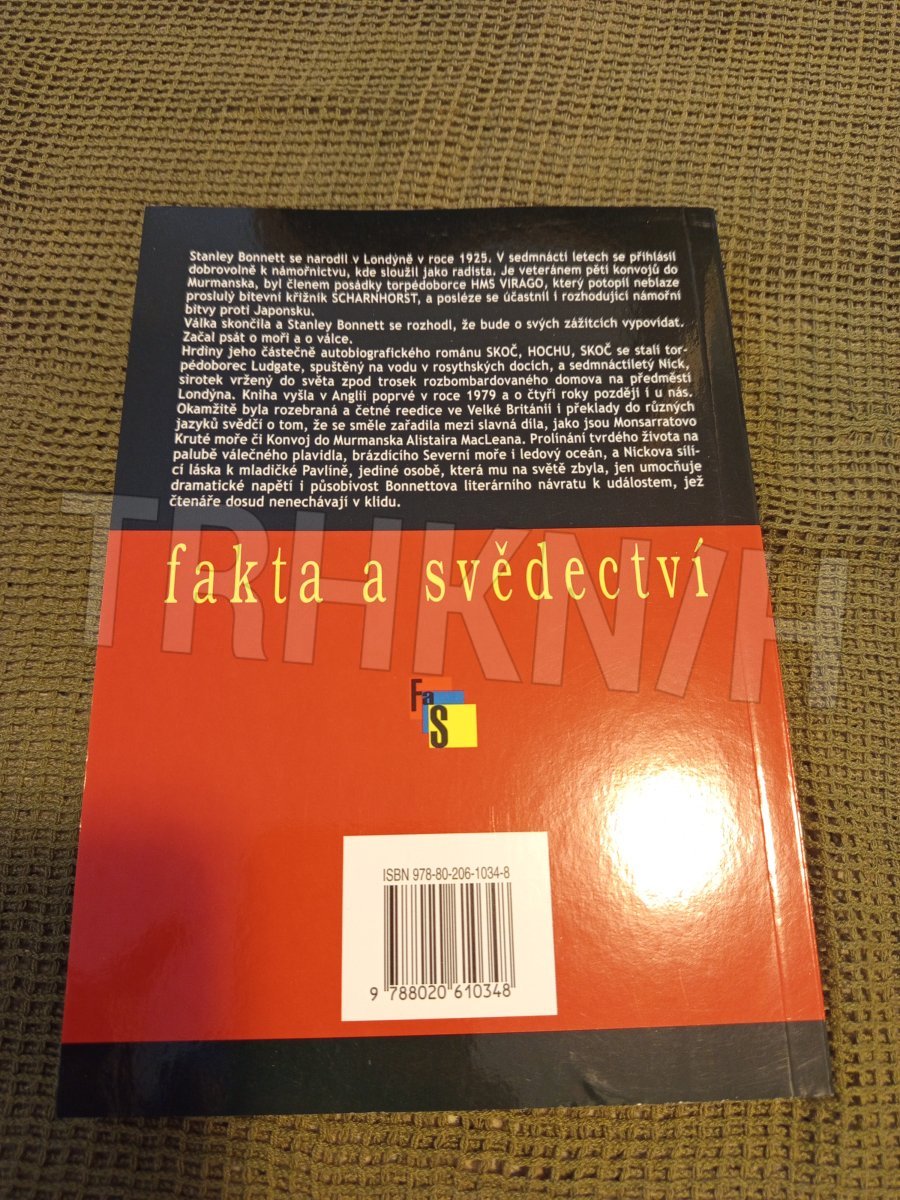 Stanley Bonnett se narodil v Londýně v roce 1925. V sedmnácti letech se přihlásil
dobrovolně k námořnictvu, kde sloužil jako radista. Je veteránem pěti konvojů do
Murmanska, byl členem posádky torpédoborce HMS VIRAGO, který potopil neblaze
proslulý bitevní křižník SCHARNHORST, a posléze se účastnil i rozhodující námořní
bitvy proti Japonsku.
Válka skončila a Stanley Bonnett se rozhodl, že bude o svých zážitcích vypovídat.
Začal psát o moři a o válce.
Hrdiny jeho částečně autobiografického románu SKOČ, HOCHU, SKOČ se stali tor-
pédoborec Ludgate, spuštěný na vodu v rosythských docích, a sedmnáctiletý Nick,
sirotek vržený do světa zpod trosek rozbombardovaného domova na předměstí
Londýna. Kniha vyšla v Anglii poprvé v roce 1979 a o čtyři roky později i u nás.
Okamžitě byla rozebraná a četné reedice ve Velké Británii i překlady do různých
jazyků svědčí o tom, že se směle zařadila mezi slavná díla, jako jsou Monsarratovo
Kruté moře či Konvoj do Murmanska Alistaira MacLeana. Prolínání tvrdého života na
palubě válečného plavidla, brázdícího Severní moře i ledový oceán, a Nickova sílí-
cí láska k mladičké Pavlíně, jediné osobě, která mu na světě zbyla, jen umocňuje
dramatické napětí i působivost Bonnettova literárního návratu k událostem, jež
čtenáře dosud nenechávají v klidu.
TRHKNIH
fakta a svědectví
FaS
ISBN 978-80-206-1034-8
9 788020 610348